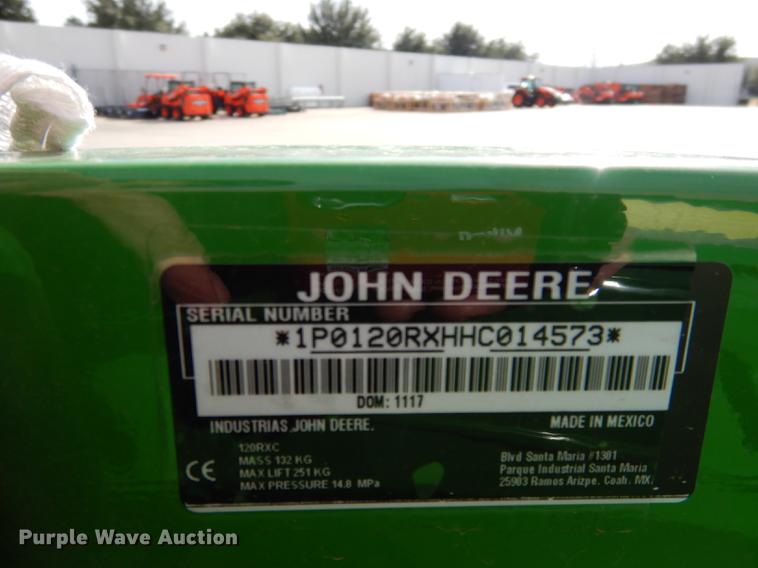 JOHN DEERE
SERIAL NUMBER
*1P0120RXHHC014573*
DOM: 1117
INDUSTRIAS JOHN DEERE. MADE IN MEXICO
120RXC
MASS 132 KG
MAX LIFT 251 KG
MAX PRESSURE 14.8 MPa
CE
Blvd Santa Maria #1301
Parque Industrial Santa Maria
25903 Ramos Arizpe. Coah. MX.
Purple Wave Auction